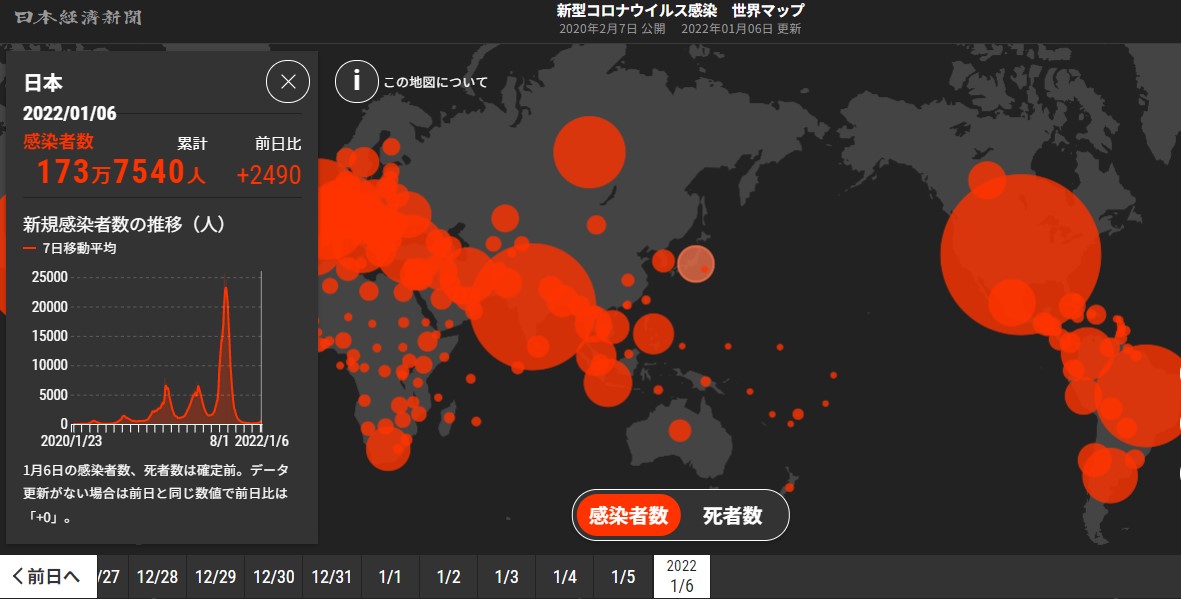 日本經濟新聞
新型コロナウイルス感染 世界マップ
2020年2月7日 公開 2022年01月06日 更新
日本
2022/01/06
感染者数 累計 前日比
173万7540人 +2490
新規感染者数の推移（人）
7日移動平均
25000
20000
15000
10000
5000
0
2020/1/23 8/1 2022/1/6
1月6日の感染者数、死者数は確定前。データ
更新がない場合は前日と同じ数値で前日比は
「+0」。
i この地図について
感染者数 死者数
前日へ /27 12/28 12/29 12/30 12/31 1/1 1/2 1/3 1/4 1/5 2022
1/6